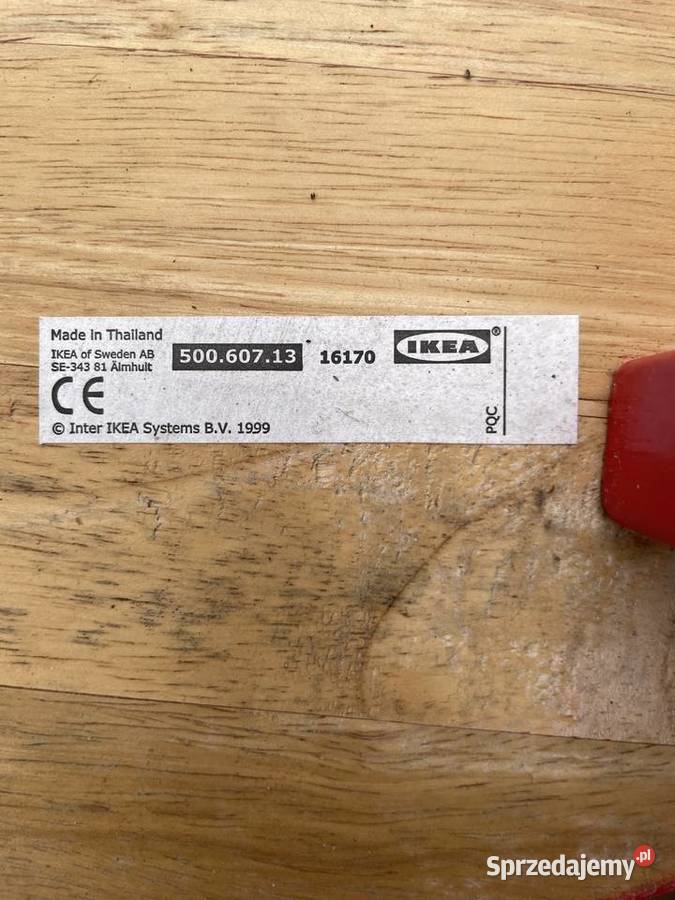 Made in Thailand
IKEA of Sweden AB
SE-343 81 Älmhult
500.607.13
16170
IKEA®
CE
© Inter IKEA Systems B.V. 1999
PQC
Sprzedajemy.pl